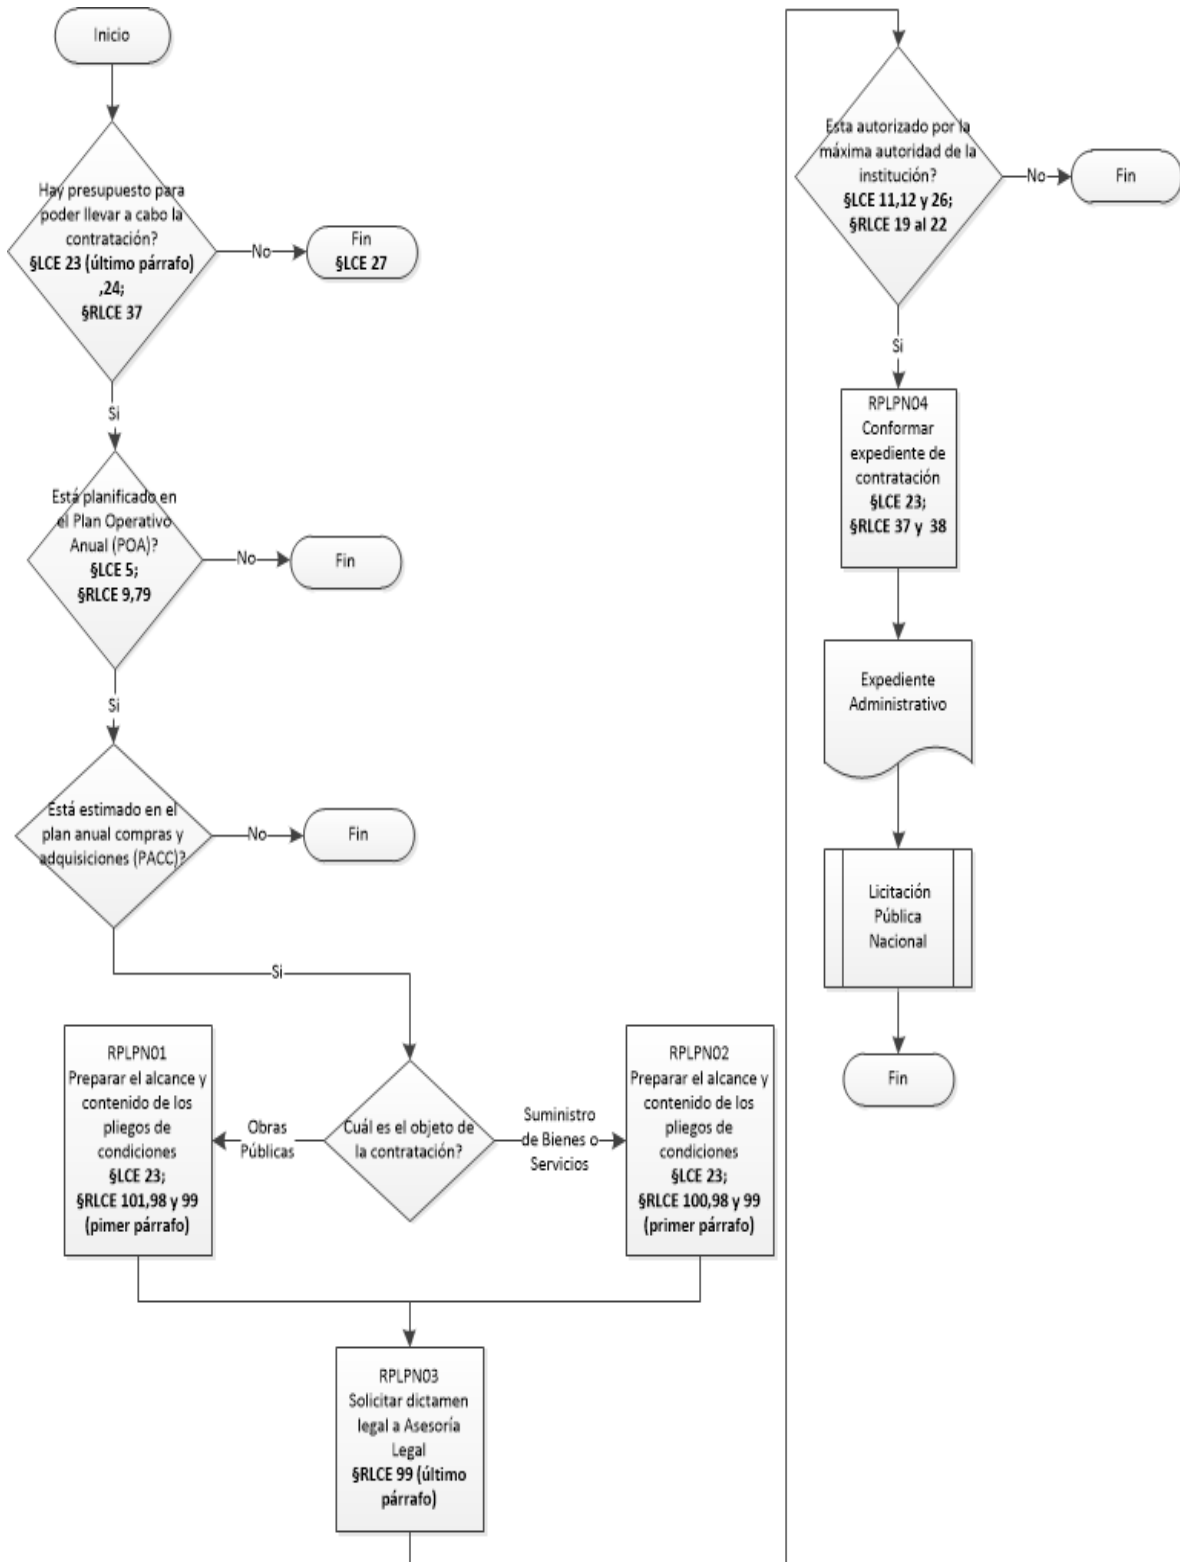 Inicio
Hay presupuesto para
poder llevar a cabo la
contratación?
§LCE 23 (último párrafo)
,24;
§RLCE 37
No
Fin
§LCE 27
Si
Está planificado en
el Plan Operativo
Anual (POA)?
§LCE 5;
§RLCE 9,79
No
Fin
Si
Está estimado en el
plan anual compras y
adquisiciones (PACC)?
No
Fin
Si
Cuál es el objeto de
la contratación?
Obras
Públicas
Suministro
de Bienes o
Servicios
RPLPN01
Preparar el alcance y
contenido de los
pliegos de
condiciones
§LCE 23;
§RLCE 101,98 y 99
(pimer párrafo)
RPLPN02
Preparar el alcance y
contenido de los
pliegos de
condiciones
§LCE 23;
§RLCE 100,98 y 99
(primer párrafo)
RPLPN03
Solicitar dictamen
legal a Asesoría
Legal
§RLCE 99 (último
párrafo)
Esta autorizado por la
máxima autoridad de la
institución?
§LCE 11,12 y 26;
§RLCE 19 al 22
No
Fin
Si
RPLPN04
Conformar
expediente de
contratación
§LCE 23;
§RLCE 37 y 38
Expediente
Administrativo
Licitación
Pública
Nacional
Fin